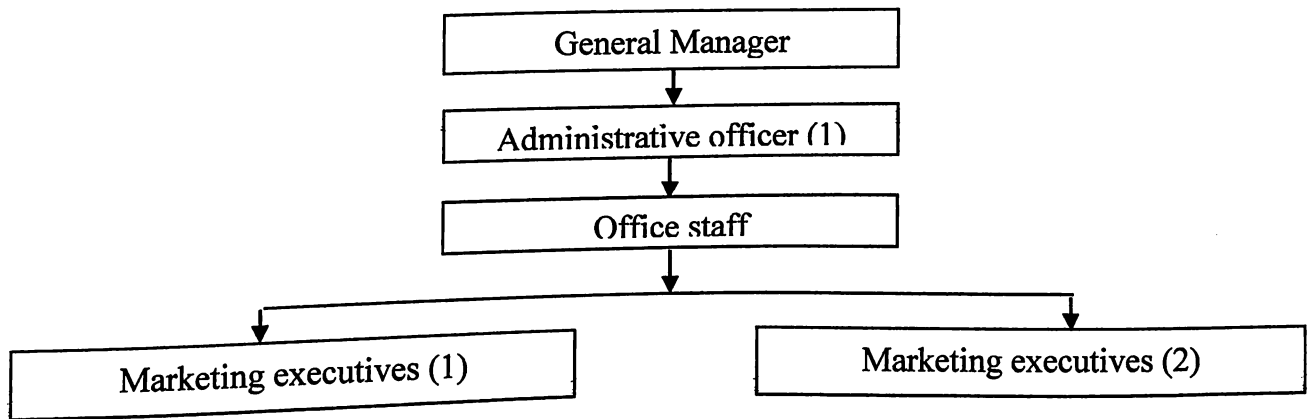 General Manager
Administrative officer (1)
Office staff
Marketing executives (1)
Marketing executives (2)